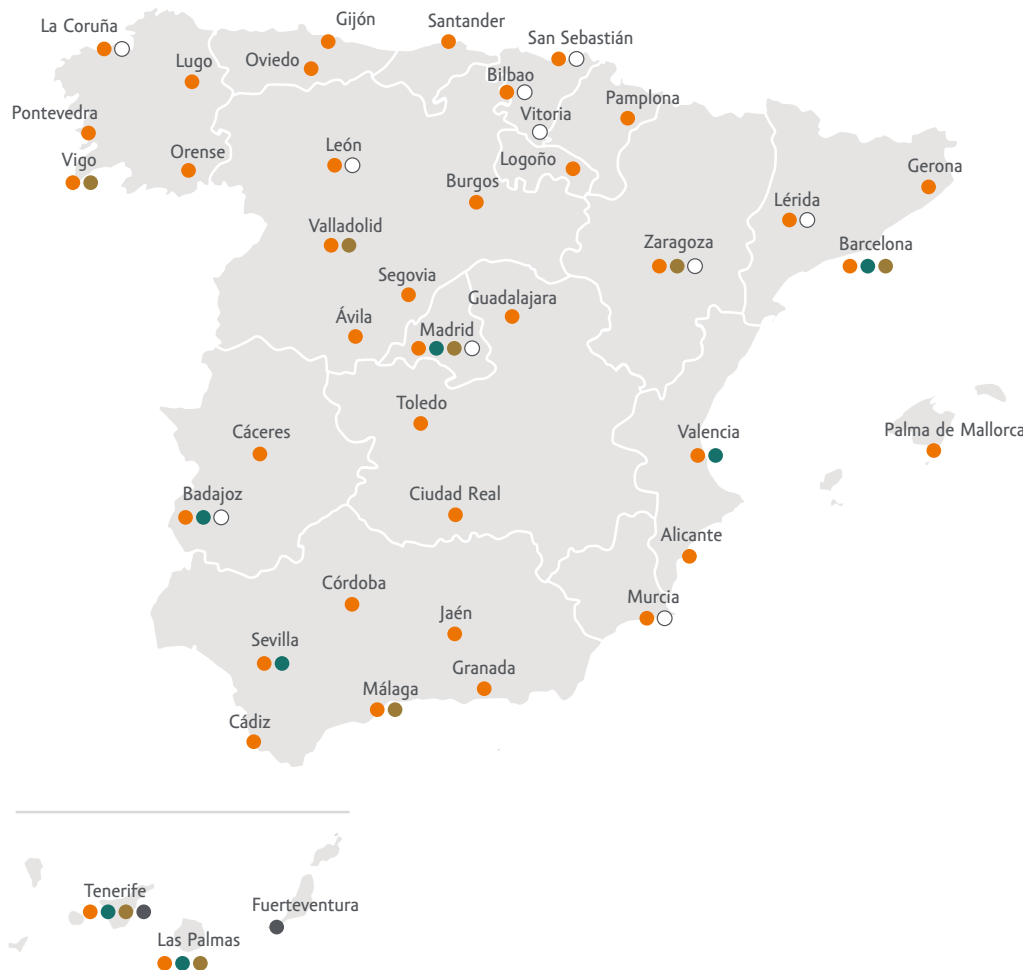 Gijón
Santander
La Coruña
San Sebastián
Oviedo
Lugo
Bilbao
Pamplona
Pontevedra
Vitoria
León
Orense
Vigo
Logoño
Gerona
Burgos
Lérida
Valladolid
Zaragoza
Barcelona
Segovia
Guadalajara
Ávila
Madrid
Toledo
Palma de Mallorca
Cáceres
Valencia
Badajoz
Ciudad Real
Alicante
Córdoba
Murcia
Jaén
Sevilla
Granada
Málaga
Cádiz
Tenerife
Fuerteventura
Las Palmas